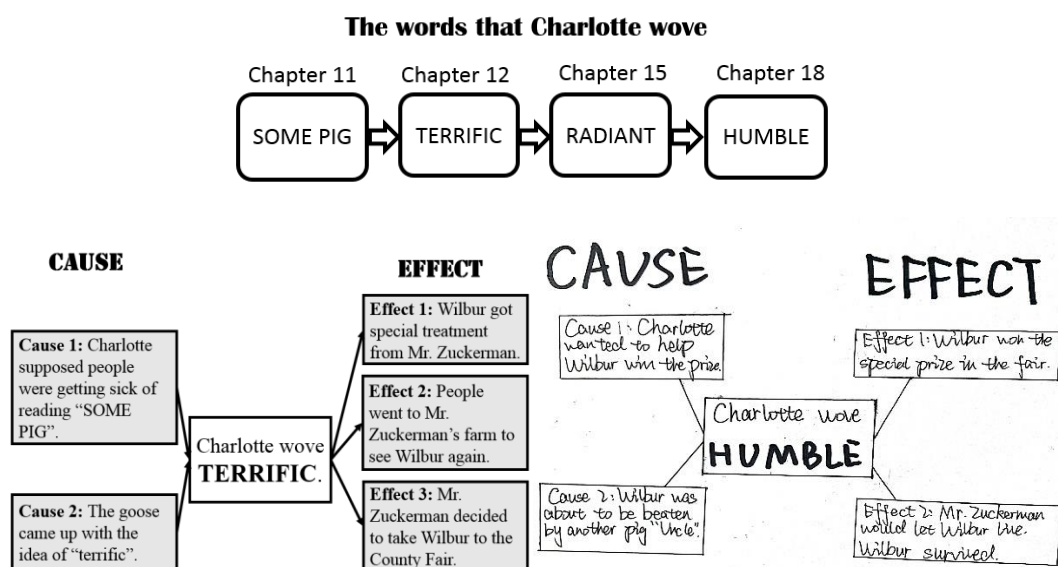 The words that Charlotte wove
Chapter 11
Chapter 12
Chapter 15
Chapter 18
SOME PIG
TERRIFIC
RADIANT
HUMBLE
CAUSE
EFFECT
Cause 1: Charlotte
supposed people
were getting sick of
reading “SOME
PIG”.
Cause 2: The goose
came up with the
idea of “terrific”.
Charlotte wove
TERRIFIC.
Effect 1: Wilbur got
special treatment
from Mr. Zuckerman.
Effect 2: People
went to Mr.
Zuckerman’s farm to
see Wilbur again.
Effect 3: Mr.
Zuckerman decided
to take Wilbur to the
County Fair.
CAUSE
EFFECT
Cause 1: Charlotte
wanted to help
Wilbur win the prize.
Cause 2: Wilbur was
about to be beaten
by another pig "Uncle".
Charlotte wove
HUMBLE
Effect 1: Wilbur won the
special prize in the fair.
Effect 2: Mr. Zuckerman
would let Wilbur live.
Wilbur survived.